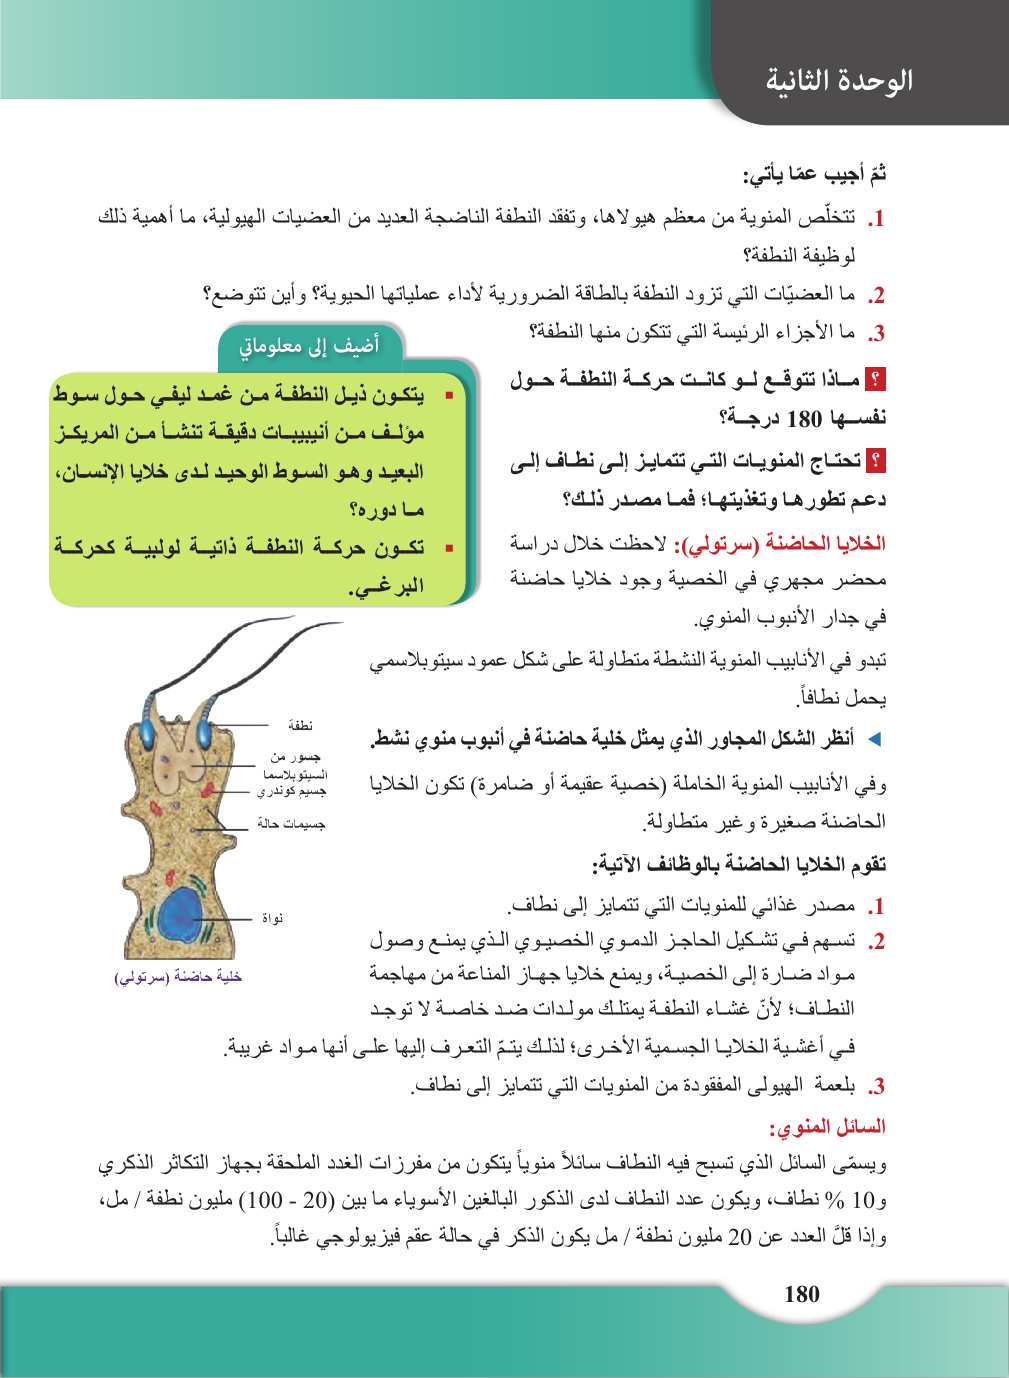 الوحدة الثانية
ثمّ أجيب عمّا يأتي:
1. تتخلّص المنوية من معظم هيولاها، وتفقد النطفة الناضجة العديد من العضيات الهيولية، ما أهمية ذلك
لوظيفة النطفة؟
2. ما العضيّات التي تزود النطفة بالطاقة الضرورية لأداء عملياتها الحيوية؟ وأين تتوضع؟
3. ما الأجزاء الرئيسة التي تتكون منها النطفة؟
؟ ماذا تتوقع لو كانت حركة النطفة حول
نفسها 180 درجة؟
؟ تحتاج المنويات التي تتمايز إلى نطاف إلى
دعم تطورها وتغذيتها؛ فما مصدر ذلك؟
أضيف إلى معلوماتي
▪ يتكون ذيل النطفة من غمد ليفي حول سوط
مؤلف من أنيبيبات دقيقة تنشأ من المريكز
البعيد وهو السوط الوحيد لدى خلايا الإنسان،
ما دوره؟
▪ تكون حركة النطفة ذاتية لولبية كحركة
البرغي.
الخلايا الحاضنة (سرتولي): لاحظت خلال دراسة
محضر مجهري في الخصية وجود خلايا حاضنة
في جدار الأنبوب المنوي.
تبدو في الأنابيب المنوية النشطة متطاولة على شكل عمود سيتوبلاسمي
يحمل نطافاً.
◄ أنظر الشكل المجاور الذي يمثل خلية حاضنة في أنبوب منوي نشط.
وفي الأنابيب المنوية الخاملة (خصية عقيمة أو ضامرة) تكون الخلايا
الحاضنة صغيرة وغير متطاولة.
نطفة
جسور من
السيتوبلاسما
جسيم كوندري
جسيمات حالة
نواة
خلية حاضنة (سرتولي)
تقوم الخلايا الحاضنة بالوظائف الآتية:
1. مصدر غذائي للمنويات التي تتمايز إلى نطاف.
2. تسهم في تشكيل الحاجز الدموي الخصيوي الذي يمنع وصول
مواد ضارة إلى الخصية، ويمنع خلايا جهاز المناعة من مهاجمة
النطاف؛ لأنّ غشاء النطفة يمتلك مولدات ضد خاصة لا توجد
في أغشية الخلايا الجسمية الأخرى؛ لذلك يتمّ التعرف إليها على أنها مواد غريبة.
3. بلعمة الهيولى المفقودة من المنويات التي تتمايز إلى نطاف.
السائل المنوي:
ويسمّى السائل الذي تسبح فيه النطاف سائلاً منوياً يتكون من مفرزات الغدد الملحقة بجهاز التكاثر الذكري
و10 % نطاف، ويكون عدد النطاف لدى الذكور البالغين الأسوياء ما بين (20 - 100) مليون نطفة / مل،
وإذا قلَّ العدد عن 20 مليون نطفة / مل يكون الذكر في حالة عقم فيزيولوجي غالباً.
180